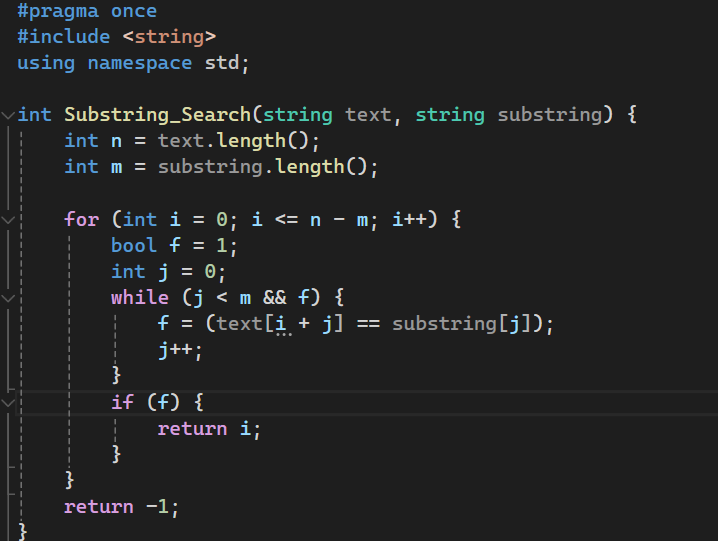 #pragma once
#include <string>
using namespace std;
int Substring_Search(string text, string substring) {
int n = text.length();
int m = substring.length();
for (int i = 0; i <= n - m; i++) {
bool f = 1;
int j = 0;
while (j < m && f) {
f = (text[i + j] == substring[j]);
j++;
}
if (f) {
return i;
}
}
return -1;
}